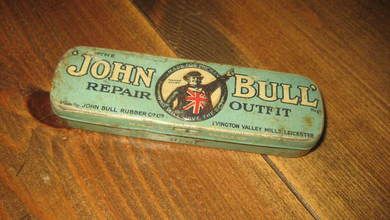 JOHN BULL
REPAIR OUTFIT
JOHN BULL RUBBER CO LTD
EVINGTON VALLEY MILLS LEICESTER